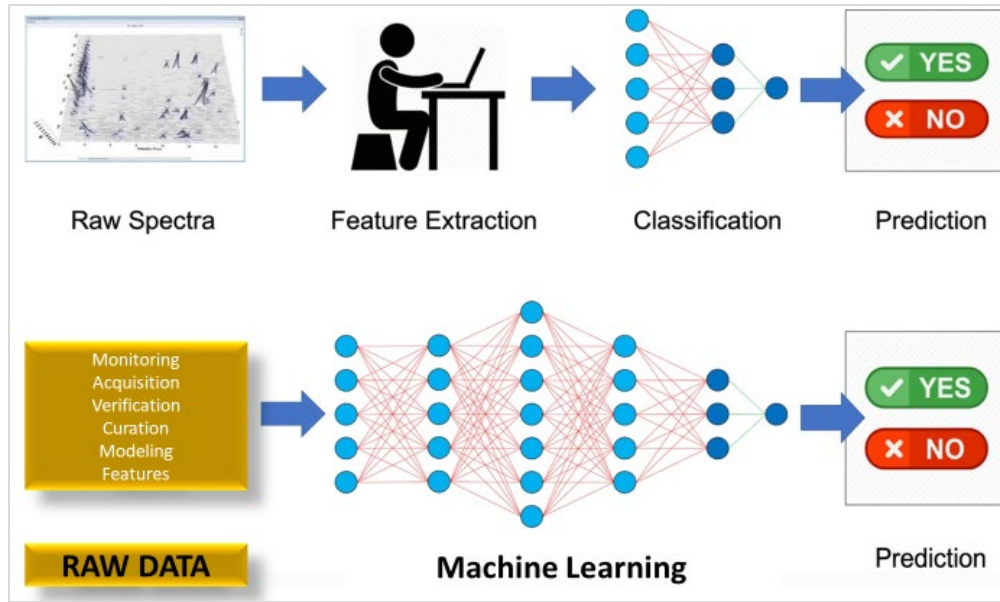 YES
NO
Raw Spectra
Feature Extraction
Classification
Prediction
Monitoring
Acquisition
Verification
Curation
Modeling
Features
YES
NO
RAW DATA
Machine Learning
Prediction